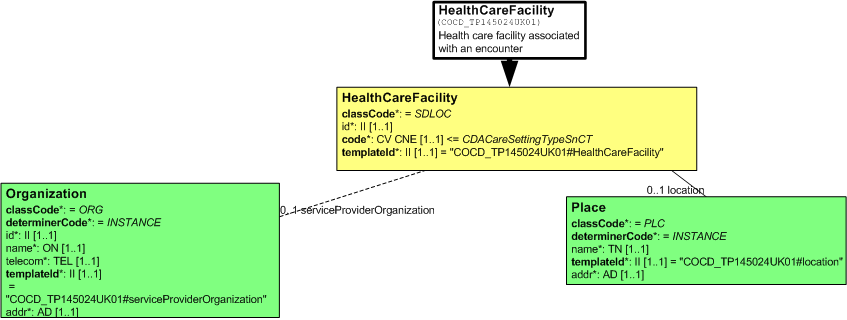 HealthCareFacility
(COCD_TP145024UK01)
Health care facility associated
with an encounter
HealthCareFacility
classCode*: = SDLOC
id*: II [1..1]
code*: CV CNE [1..1] <= CDACareSettingTypeSnCT
templateId*: II [1..1] = "COCD_TP145024UK01#HealthCareFacility"
0..1 serviceProviderOrganization
0..1 location
Organization
classCode*: = ORG
determinerCode*: = INSTANCE
id*: II [1..1]
name*: ON [1..1]
telecom*: TEL [1..1]
templateId*: II [1..1]
=
"COCD_TP145024UK01#serviceProviderOrganization"
addr*: AD [1..1]
Place
classCode*: = PLC
determinerCode*: = INSTANCE
name*: TN [1..1]
templateId*: II [1..1] = "COCD_TP145024UK01#location"
addr*: AD [1..1]